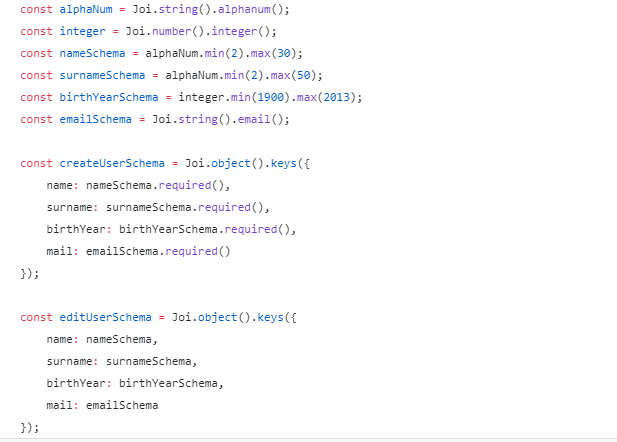 const alphaNum = Joi.string().alphanum();
const integer = Joi.number().integer();
const nameSchema = alphaNum.min(2).max(30);
const surnameSchema = alphaNum.min(2).max(50);
const birthYearSchema = integer.min(1900).max(2013);
const emailSchema = Joi.string().email();

const createUserSchema = Joi.object().keys({
    name: nameSchema.required(),
    surname: surnameSchema.required(),
    birthYear: birthYearSchema.required(),
    mail: emailSchema.required()
});

const editUserSchema = Joi.object().keys({
    name: nameSchema,
    surname: surnameSchema,
    birthYear: birthYearSchema,
    mail: emailSchema
});